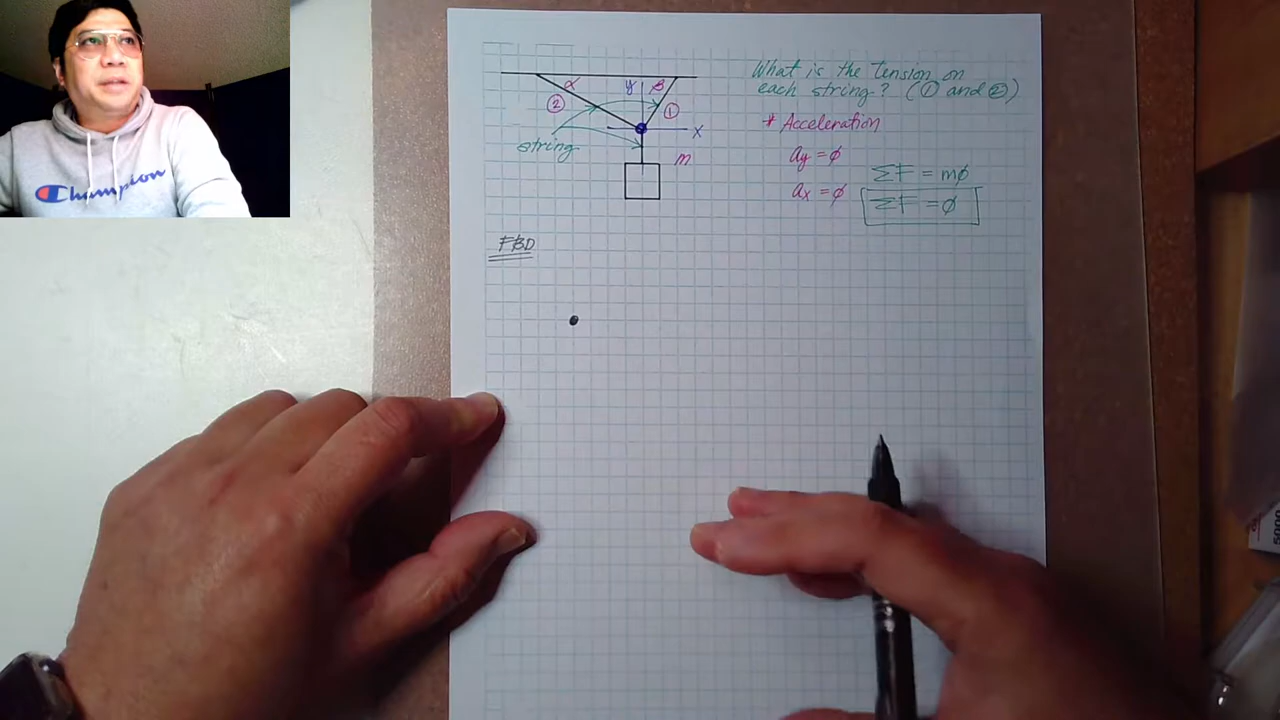 What is the Tension on
each string? (① and ②)
α
y
β
②
①
x
string
m
* Acceleration
ay = ϕ
ax = ϕ
ΣF = mϕ
ΣF = ϕ
FBD
Champion